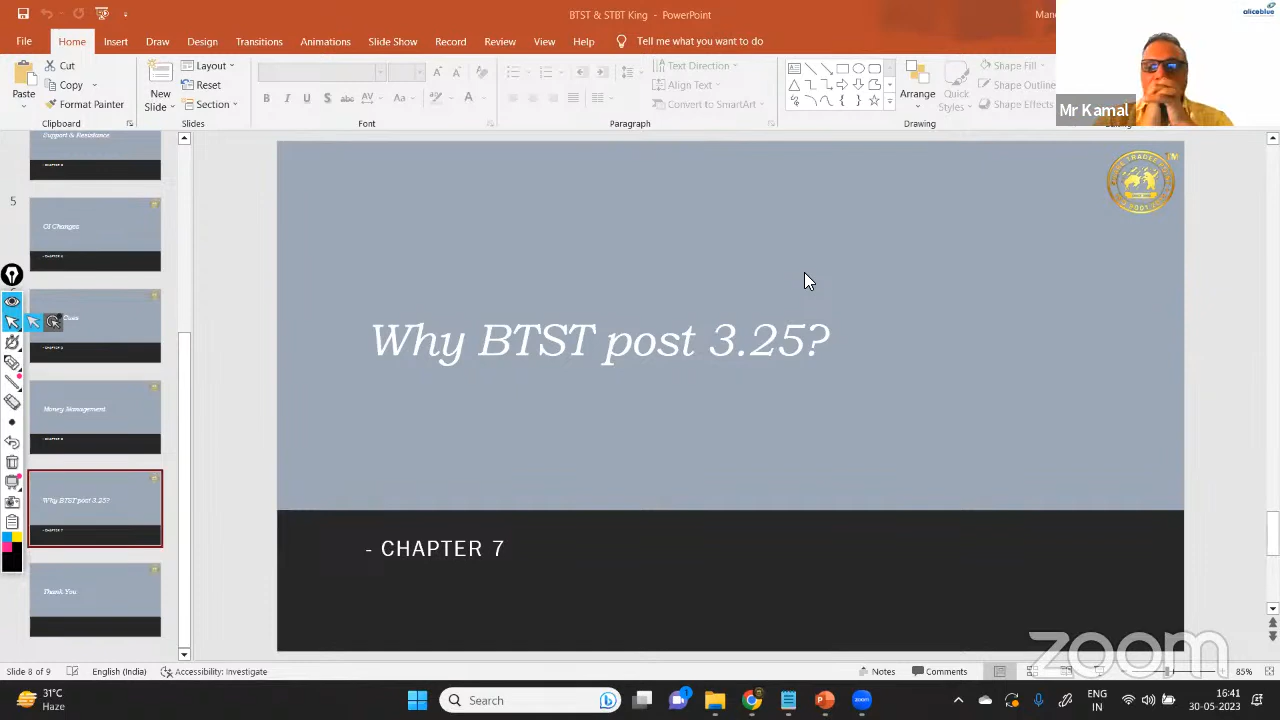 BTST & STBT King - PowerPoint
aliceblue
File Home Insert Draw Design Transitions Animations Slide Show Record Review View Help Tell me what you want to do
Paste
Cut
Copy
Format Painter
Clipboard
New
Slide
Layout
Reset
Section
Slides
Font
Text Direction
Align Text
Convert to SmartArt
Paragraph
Arrange
Quick
Styles
Shape Fill
Shape Outline
Shape Effects
Drawing
Mr Kamal
Support & Resistance
5
OI Changes
Money Management
Why BTST post 3.25?
- CHAPTER 7
Thank You
Why BTST post 3.25?
- CHAPTER 7
zoom
Slide 8 of 9 English (India) Accessibility: Investigate Notes Comments 85%
31°C
Haze
Search
ENG
IN
16:41
30-05-2023